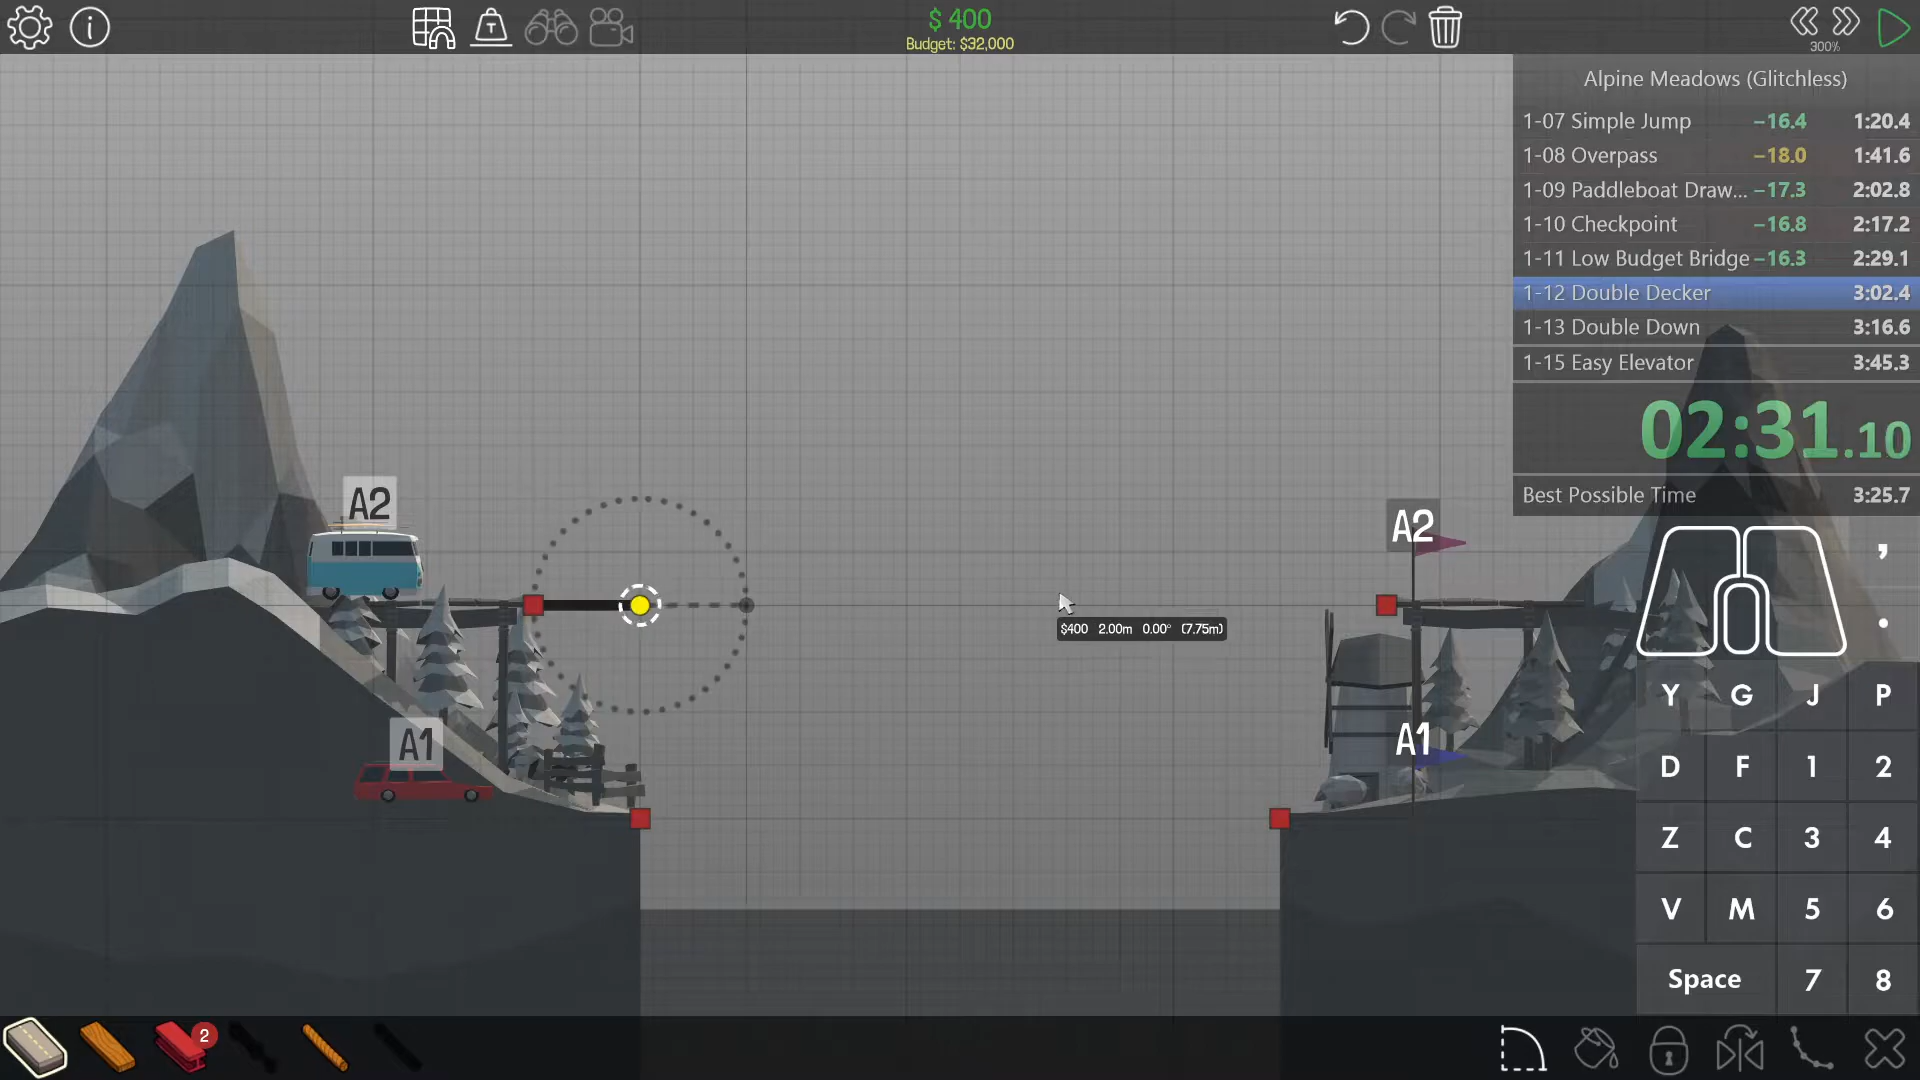 $ 400
Budget: $32,000
300%
Alpine Meadows (Glitchless)
1-07 Simple Jump −16.4 1:20.4
1-08 Overpass −18.0 1:41.6
1-09 Paddleboat Draw... −17.3 2:02.8
1-10 Checkpoint −16.8 2:17.2
1-11 Low Budget Bridge −16.3 2:29.1
1-12 Double Decker 3:02.4
1-13 Double Down 3:16.6
1-15 Easy Elevator 3:45.3
02:31.10
Best Possible Time 3:25.7
A2
A2
$400 2.00m 0.00° (7.75m)
A1
A1
,
.
Y G J P
D F 1 2
Z C 3 4
V M 5 6
Space 7 8
2